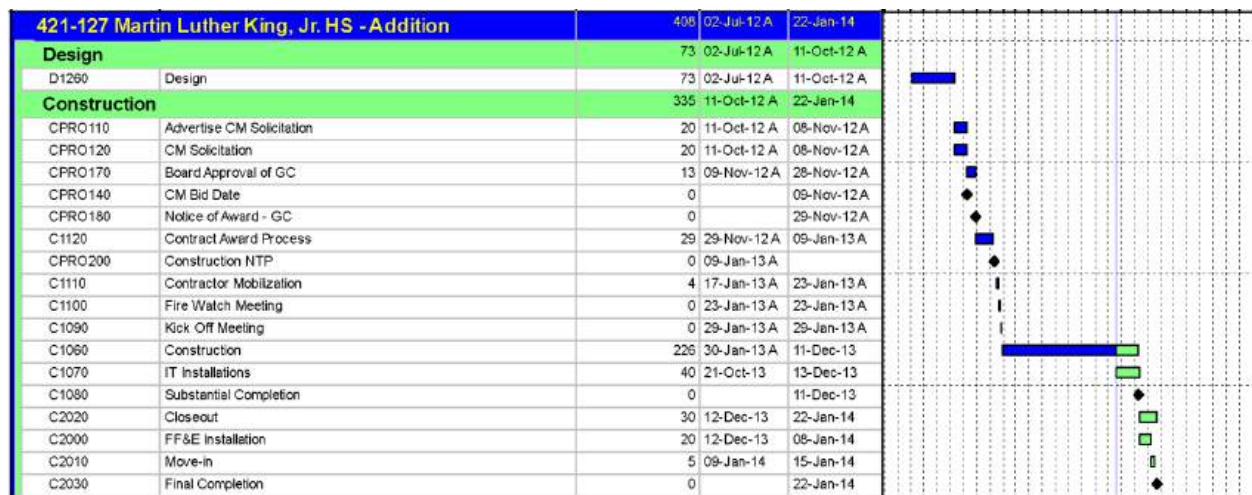 421-127 Martin Luther King, Jr. HS - Addition 408 02-Jul-12 A 22-Jan-14
Design 73 02-Jul-12 A 11-Oct-12 A
D1260 Design 73 02-Jul-12 A 11-Oct-12 A
Construction 335 11-Oct-12 A 22-Jan-14
CPRO110 Advertise CM Solicitation 20 11-Oct-12 A 08-Nov-12 A
CPRO120 CM Solicitation 20 11-Oct-12 A 08-Nov-12 A
CPRO170 Board Approval of GC 13 09-Nov-12 A 28-Nov-12 A
CPRO140 CM Bid Date 0 09-Nov-12 A
CPRO180 Notice of Award - GC 0 29-Nov-12 A
C1120 Contract Award Process 29 29-Nov-12 A 09-Jan-13 A
CPRO200 Construction NTP 0 09-Jan-13 A
C1110 Contractor Mobilization 4 17-Jan-13 A 23-Jan-13 A
C1100 Fire Watch Meeting 0 23-Jan-13 A 23-Jan-13 A
C1090 Kick Off Meeting 0 29-Jan-13 A 29-Jan-13 A
C1060 Construction 226 30-Jan-13 A 11-Dec-13
C1070 IT Installations 40 21-Oct-13 13-Dec-13
C1080 Substantial Completion 0 11-Dec-13
C2020 Closeout 30 12-Dec-13 22-Jan-14
C2000 FF&E Installation 20 12-Dec-13 08-Jan-14
C2010 Move-in 5 09-Jan-14 15-Jan-14
C2030 Final Completion 0 22-Jan-14